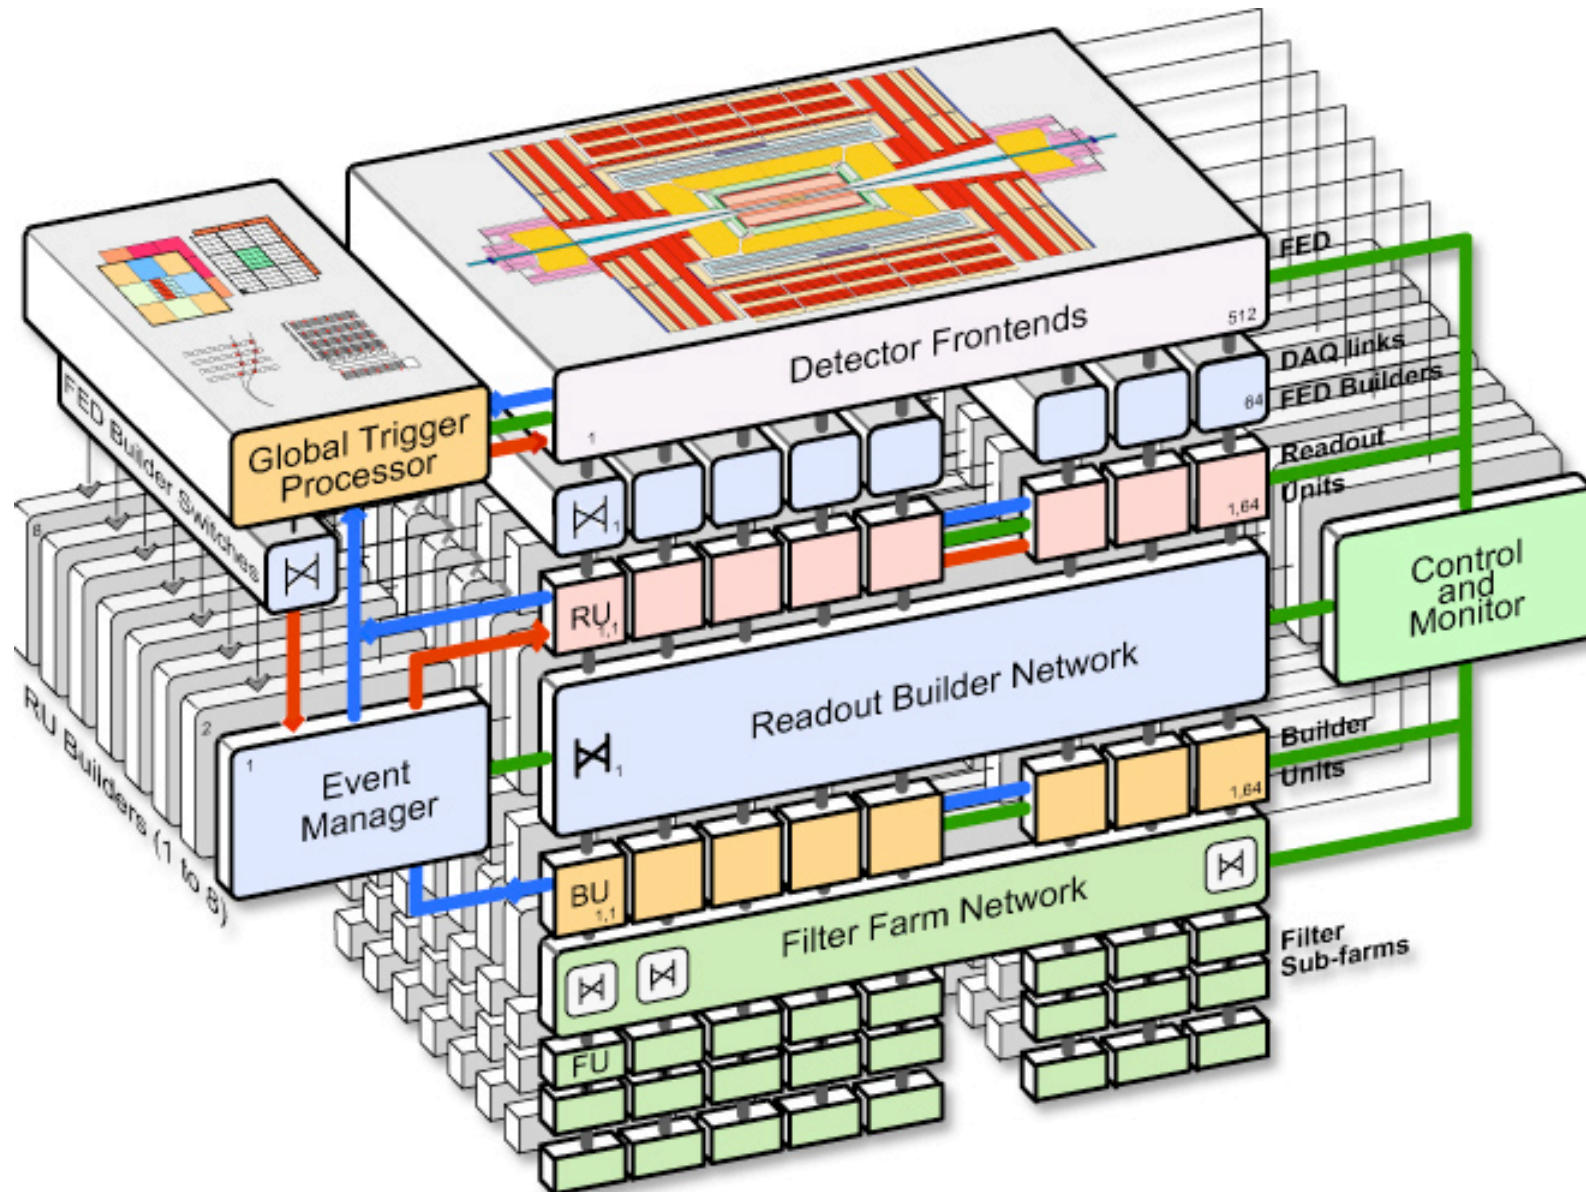 FED
512
Detector Frontends
1
DAQ links
FED Builders
64
Global Trigger
Processor
FED Builder Switches
Readout
Units
1
1,64
8
Control
and
Monitor
RU
1,1
Readout Builder Network
1
RU Builders (1 to 8)
2
1
Event
Manager
Builder
Units
1,64
BU
1,1
Filter Farm Network
Filter
Sub-farms
FU